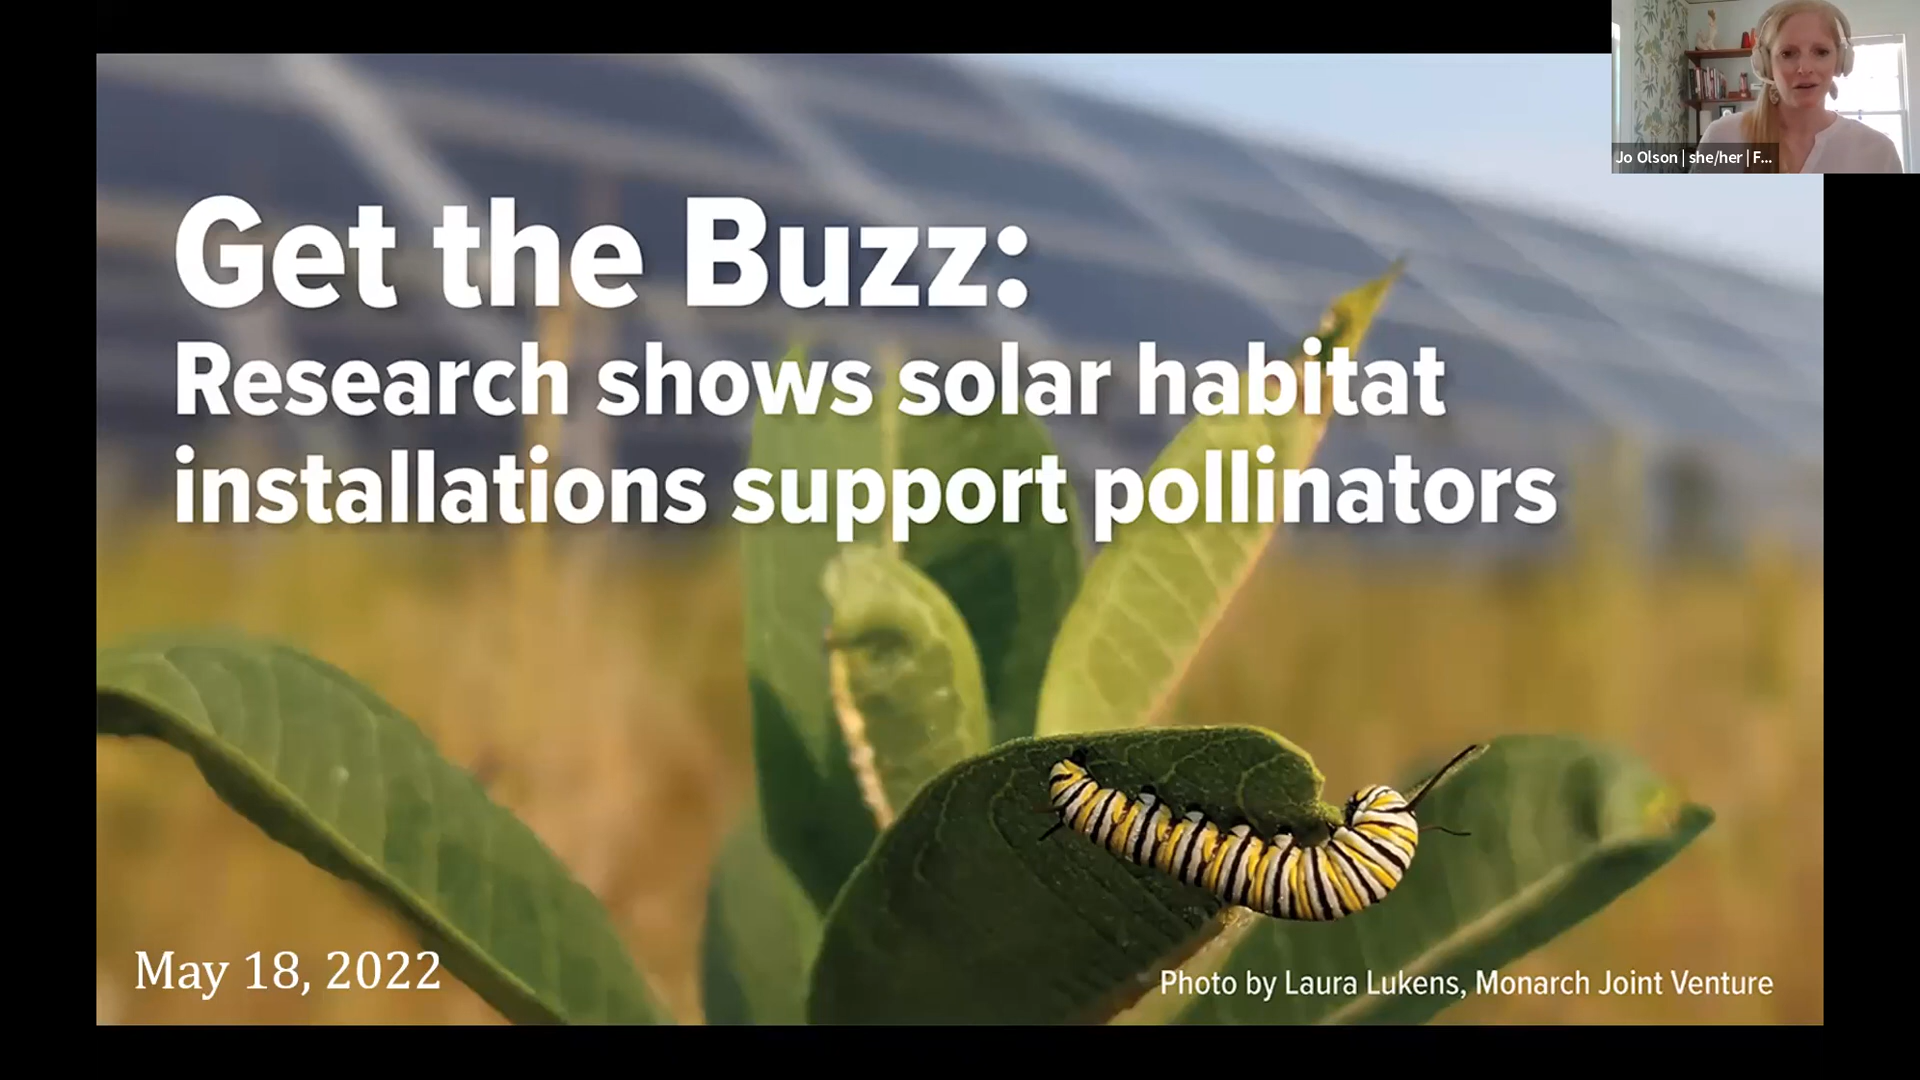 Jo Olson | she/her | F...
Get the Buzz:
Research shows solar habitat
installations support pollinators
May 18, 2022
Photo by Laura Lukens, Monarch Joint Venture